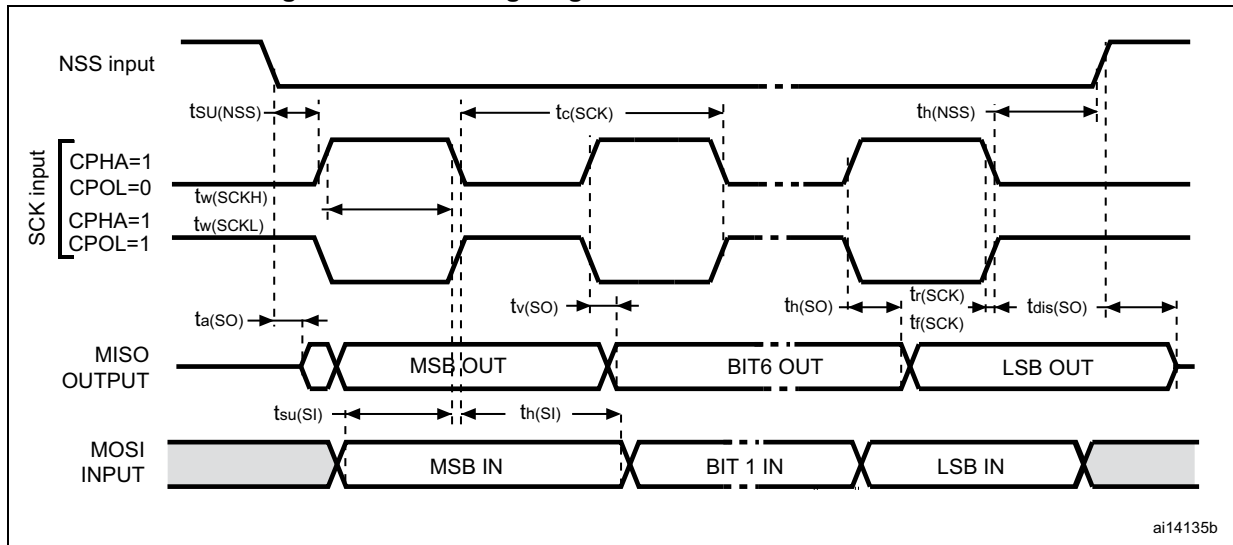 NSS input
tSU(NSS)
tc(SCK)
th(NSS)
SCK input
CPHA=1
CPOL=0
tw(SCKH)
CPHA=1
tw(SCKL)
CPOL=1
ta(SO)
tv(SO)
th(SO)
tr(SCK)
tf(SCK)
tdis(SO)
MISO
OUTPUT
MSB OUT
BIT6 OUT
LSB OUT
tsu(SI)
th(SI)
MOSI
INPUT
MSB IN
BIT 1 IN
LSB IN
ai14135b